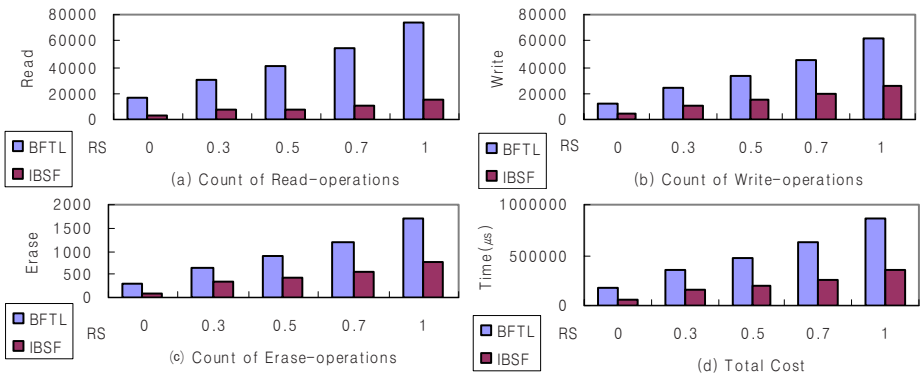 80000
60000
40000
20000
0
Read
BFTL
IBSF
RS 0 0.3 0.5 0.7 1
(a) Count of Read-operations
80000
60000
40000
20000
0
Write
BFTL
IBSF
RS 0 0.3 0.5 0.7 1
(b) Count of Write-operations
2000
1500
1000
500
0
Erase
BFTL
IBSF
RS 0 0.3 0.5 0.7 1
(c) Count of Erase-operations
1000000
500000
0
Time(㎲)
BFTL
IBSF
RS 0 0.3 0.5 0.7 1
(d) Total Cost